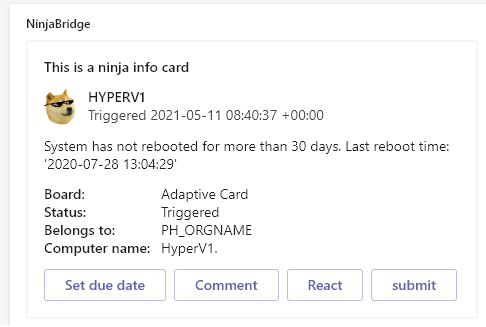 NinjaBridge
This is a ninja info card
HYPERV1
Triggered 2021-05-11 08:40:37 +00:00
System has not rebooted for more than 30 days. Last reboot time:
'2020-07-28 13:04:29'
Board: Adaptive Card
Status: Triggered
Belongs to: PH_ORGNAME
Computer name: HyperV1.
Set due date Comment React submit